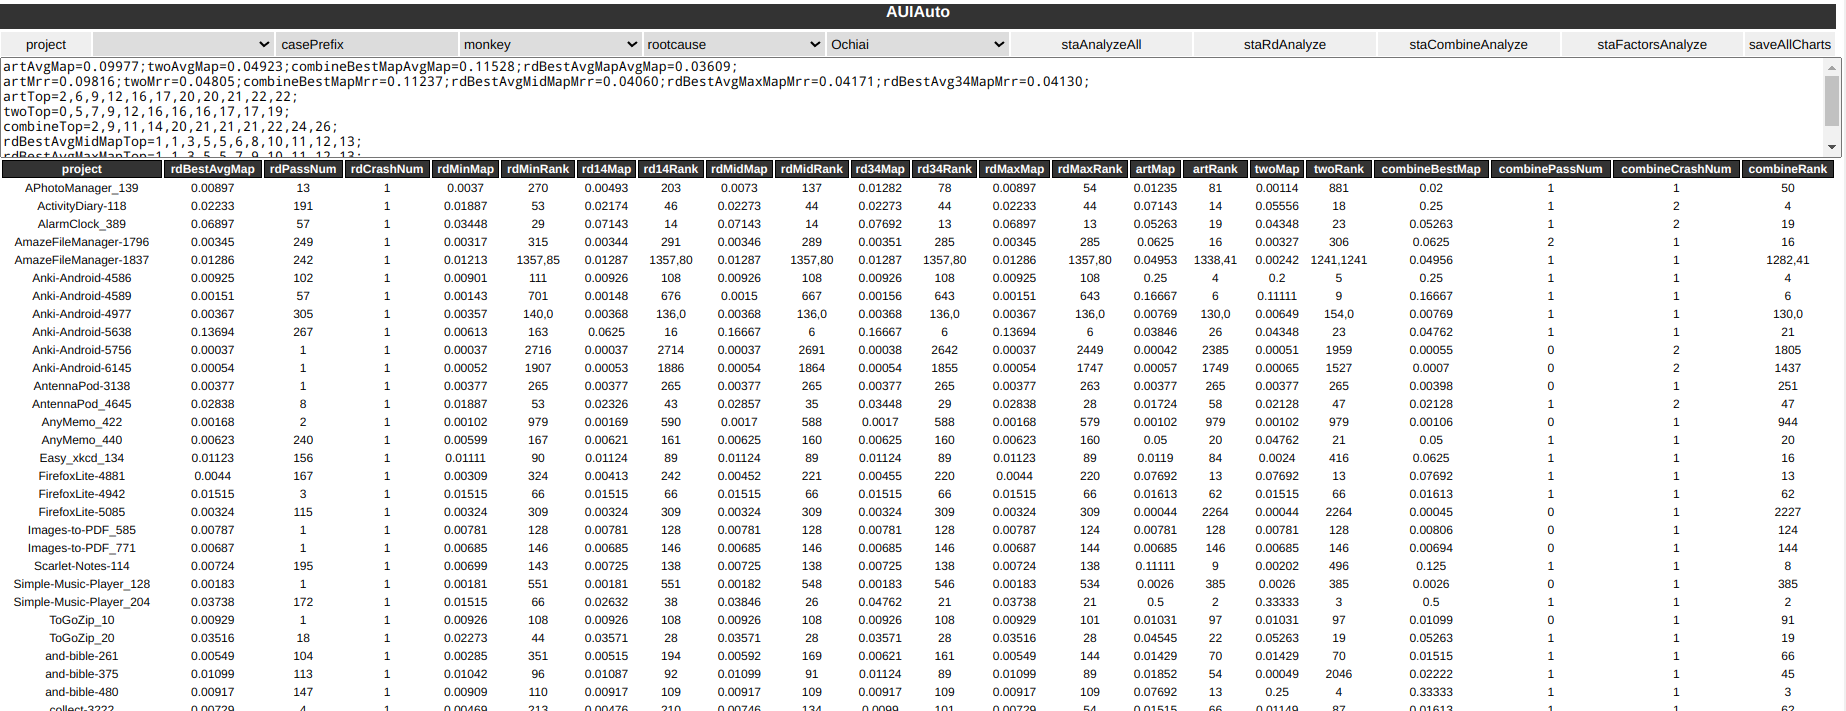 AUIAuto
project casePrefix monkey rootcause Ochiai staAnalyzeAll staRdAnalyze staCombineAnalyze staFactorsAnalyze saveAllCharts
artAvgMap=0.09977;twoAvgMap=0.04923;combineBestMapAvgMap=0.11528;rdBestAvgMapAvgMap=0.03609;
artMrr=0.09816;twoMrr=0.04805;combineBestMapMrr=0.11237;rdBestAvgMidMapMrr=0.04060;rdBestAvgMaxMapMrr=0.04171;rdBestAvg34MapMrr=0.04130;
artTop=2,6,9,12,16,17,20,20,21,22,22;
twoTop=0,5,7,9,12,16,16,16,17,17,19;
combineTop=2,9,11,14,20,21,21,21,22,24,26;
rdBestAvgMidMapTop=1,1,3,5,5,6,8,10,11,12,13;
rdBestAvgMaxMapTop=1,1,3,5,5,7,9,10,11,12,13;
project rdBestAvgMap rdPassNum rdCrashNum rdMinMap rdMinRank rd14Map rd14Rank rdMidMap rdMidRank rd34Map rd34Rank rdMaxMap rdMaxRank artMap artRank twoMap twoRank combineBestMap combinePassNum combineCrashNum combineRank
APhotoManager_139 0.00897 13 1 0.0037 270 0.00493 203 0.0073 137 0.01282 78 0.00897 54 0.01235 81 0.00114 881 0.02 1 1 50
ActivityDiary-118 0.02233 191 1 0.01887 53 0.02174 46 0.02273 44 0.02273 44 0.02233 44 0.07143 14 0.05556 18 0.25 1 2 4
AlarmClock_389 0.06897 57 1 0.03448 29 0.07143 14 0.07143 14 0.07692 13 0.06897 13 0.05263 19 0.04348 23 0.05263 1 2 19
AmazeFileManager-1796 0.00345 249 1 0.00317 315 0.00344 291 0.00346 289 0.00351 285 0.00345 285 0.0625 16 0.00327 306 0.0625 2 1 16
AmazeFileManager-1837 0.01286 242 1 0.01213 1357,85 0.01287 1357,80 0.01287 1357,80 0.01287 1357,80 0.01286 1357,80 0.04953 1338,41 0.00242 1241,1241 0.04956 1 1 1282,41
Anki-Android-4586 0.00925 102 1 0.00901 111 0.00926 108 0.00926 108 0.00926 108 0.00925 108 0.25 4 0.2 5 0.25 1 1 4
Anki-Android-4589 0.00151 57 1 0.00143 701 0.00148 676 0.0015 667 0.00156 643 0.00151 643 0.16667 6 0.11111 9 0.16667 1 1 6
Anki-Android-4977 0.00367 305 1 0.00357 140,0 0.00368 136,0 0.00368 136,0 0.00368 136,0 0.00367 136,0 0.00769 130,0 0.00649 154,0 0.00769 1 1 130,0
Anki-Android-5638 0.13694 267 1 0.00613 163 0.0625 16 0.16667 6 0.16667 6 0.13694 6 0.03846 26 0.04348 23 0.04762 1 1 21
Anki-Android-5756 0.00037 1 1 0.00037 2716 0.00037 2714 0.00037 2691 0.00038 2642 0.00037 2449 0.00042 2385 0.00051 1959 0.00055 0 2 1805
Anki-Android-6145 0.00054 1 1 0.00052 1907 0.00053 1886 0.00054 1864 0.00054 1855 0.00054 1747 0.00057 1749 0.00065 1527 0.0007 0 2 1437
AntennaPod-3138 0.00377 1 1 0.00377 265 0.00377 265 0.00377 265 0.00377 265 0.00377 263 0.00377 265 0.00377 265 0.00398 0 1 251
AntennaPod_4645 0.02838 8 1 0.01887 53 0.02326 43 0.02857 35 0.03448 29 0.02838 28 0.01724 58 0.02128 47 0.02128 1 2 47
AnyMemo_422 0.00168 2 1 0.00102 979 0.00169 590 0.0017 588 0.0017 588 0.00168 579 0.00102 979 0.00102 979 0.00106 0 1 944
AnyMemo_440 0.00623 240 1 0.00599 167 0.00621 161 0.00625 160 0.00625 160 0.00623 160 0.05 20 0.04762 21 0.05 1 1 20
Easy_xkcd_134 0.01123 156 1 0.01111 90 0.01124 89 0.01124 89 0.01124 89 0.01123 89 0.0119 84 0.0024 416 0.0625 1 1 16
FirefoxLite-4881 0.0044 167 1 0.00309 324 0.00413 242 0.00452 221 0.00455 220 0.0044 220 0.07692 13 0.07692 13 0.07692 1 1 13
FirefoxLite-4942 0.01515 3 1 0.01515 66 0.01515 66 0.01515 66 0.01515 66 0.01515 66 0.01613 62 0.01515 66 0.01613 1 1 62
FirefoxLite-5085 0.00324 115 1 0.00324 309 0.00324 309 0.00324 309 0.00324 309 0.00324 309 0.00044 2264 0.00044 2264 0.00045 0 1 2227
Images-to-PDF_585 0.00787 1 1 0.00781 128 0.00781 128 0.00781 128 0.00781 128 0.00787 124 0.00781 128 0.00781 128 0.00806 0 1 124
Images-to-PDF_771 0.00687 1 1 0.00685 146 0.00685 146 0.00685 146 0.00685 146 0.00687 144 0.00685 146 0.00685 146 0.00694 0 1 144
Scarlet-Notes-114 0.00724 195 1 0.00699 143 0.00725 138 0.00725 138 0.00725 138 0.00724 138 0.11111 9 0.00202 496 0.125 1 1 8
Simple-Music-Player_128 0.00183 1 1 0.00181 551 0.00181 551 0.00182 548 0.00183 546 0.00183 534 0.0026 385 0.0026 385 0.0026 0 1 385
Simple-Music-Player_204 0.03738 172 1 0.01515 66 0.02632 38 0.03846 26 0.04762 21 0.03738 21 0.5 2 0.33333 3 0.5 1 1 2
ToGoZip_10 0.00929 1 1 0.00926 108 0.00926 108 0.00926 108 0.00926 108 0.00929 101 0.01031 97 0.01031 97 0.01099 0 1 91
ToGoZip_20 0.03516 18 1 0.02273 44 0.03571 28 0.03571 28 0.03571 28 0.03516 28 0.04545 22 0.05263 19 0.05263 1 1 19
and-bible-261 0.00549 104 1 0.00285 351 0.00515 194 0.00592 169 0.00621 161 0.00549 144 0.01429 70 0.01429 70 0.01515 1 1 66
and-bible-375 0.01099 113 1 0.01042 96 0.01087 92 0.01099 91 0.01124 89 0.01099 89 0.01852 54 0.00049 2046 0.02222 1 1 45
and-bible-480 0.00917 147 1 0.00909 110 0.00917 109 0.00917 109 0.00917 109 0.00917 109 0.07692 13 0.25 4 0.33333 1 1 3
collect-3222 0.00729 4 1 0.00469 213 0.00476 210 0.00746 134 0.0099 101 0.00729 54 0.01515 66 0.01149 87 0.01613 1 1 62